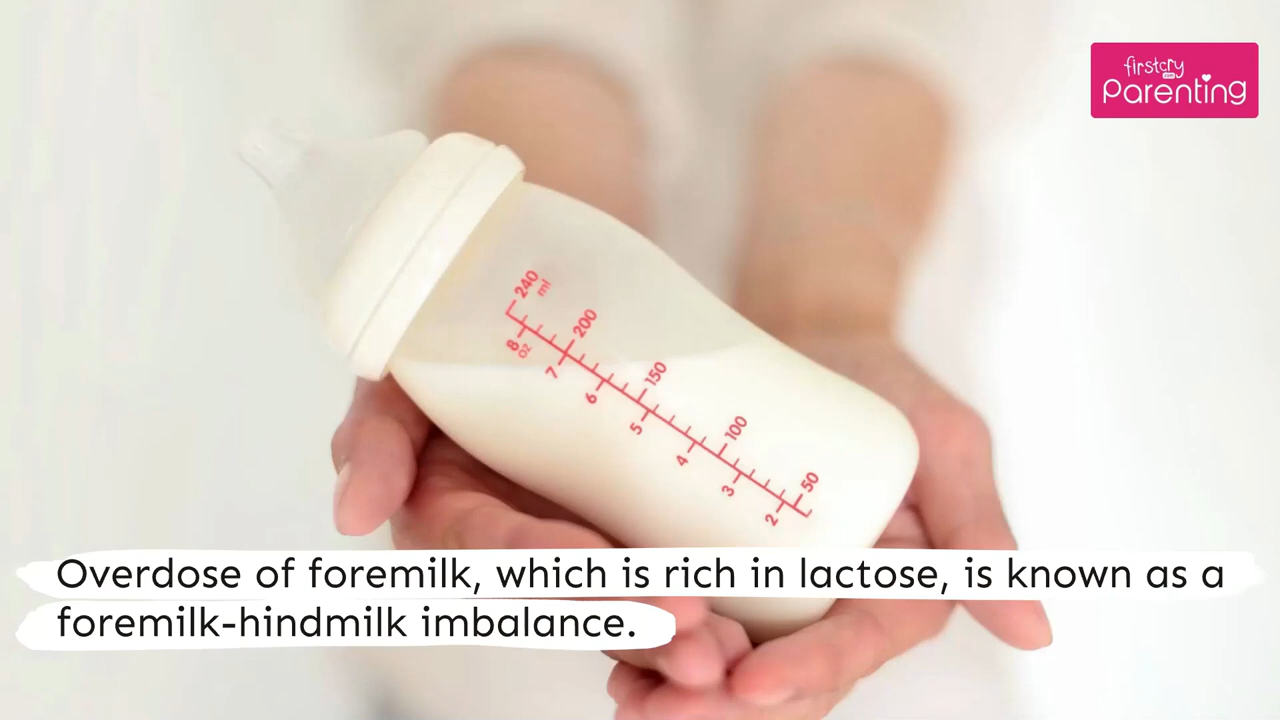 firstcry
.com
Parenting
240
ml
8
oz
200
7
150
6
5
100
4
50
3
2
Overdose of foremilk, which is rich in lactose, is known as a
foremilk-hindmilk imbalance.